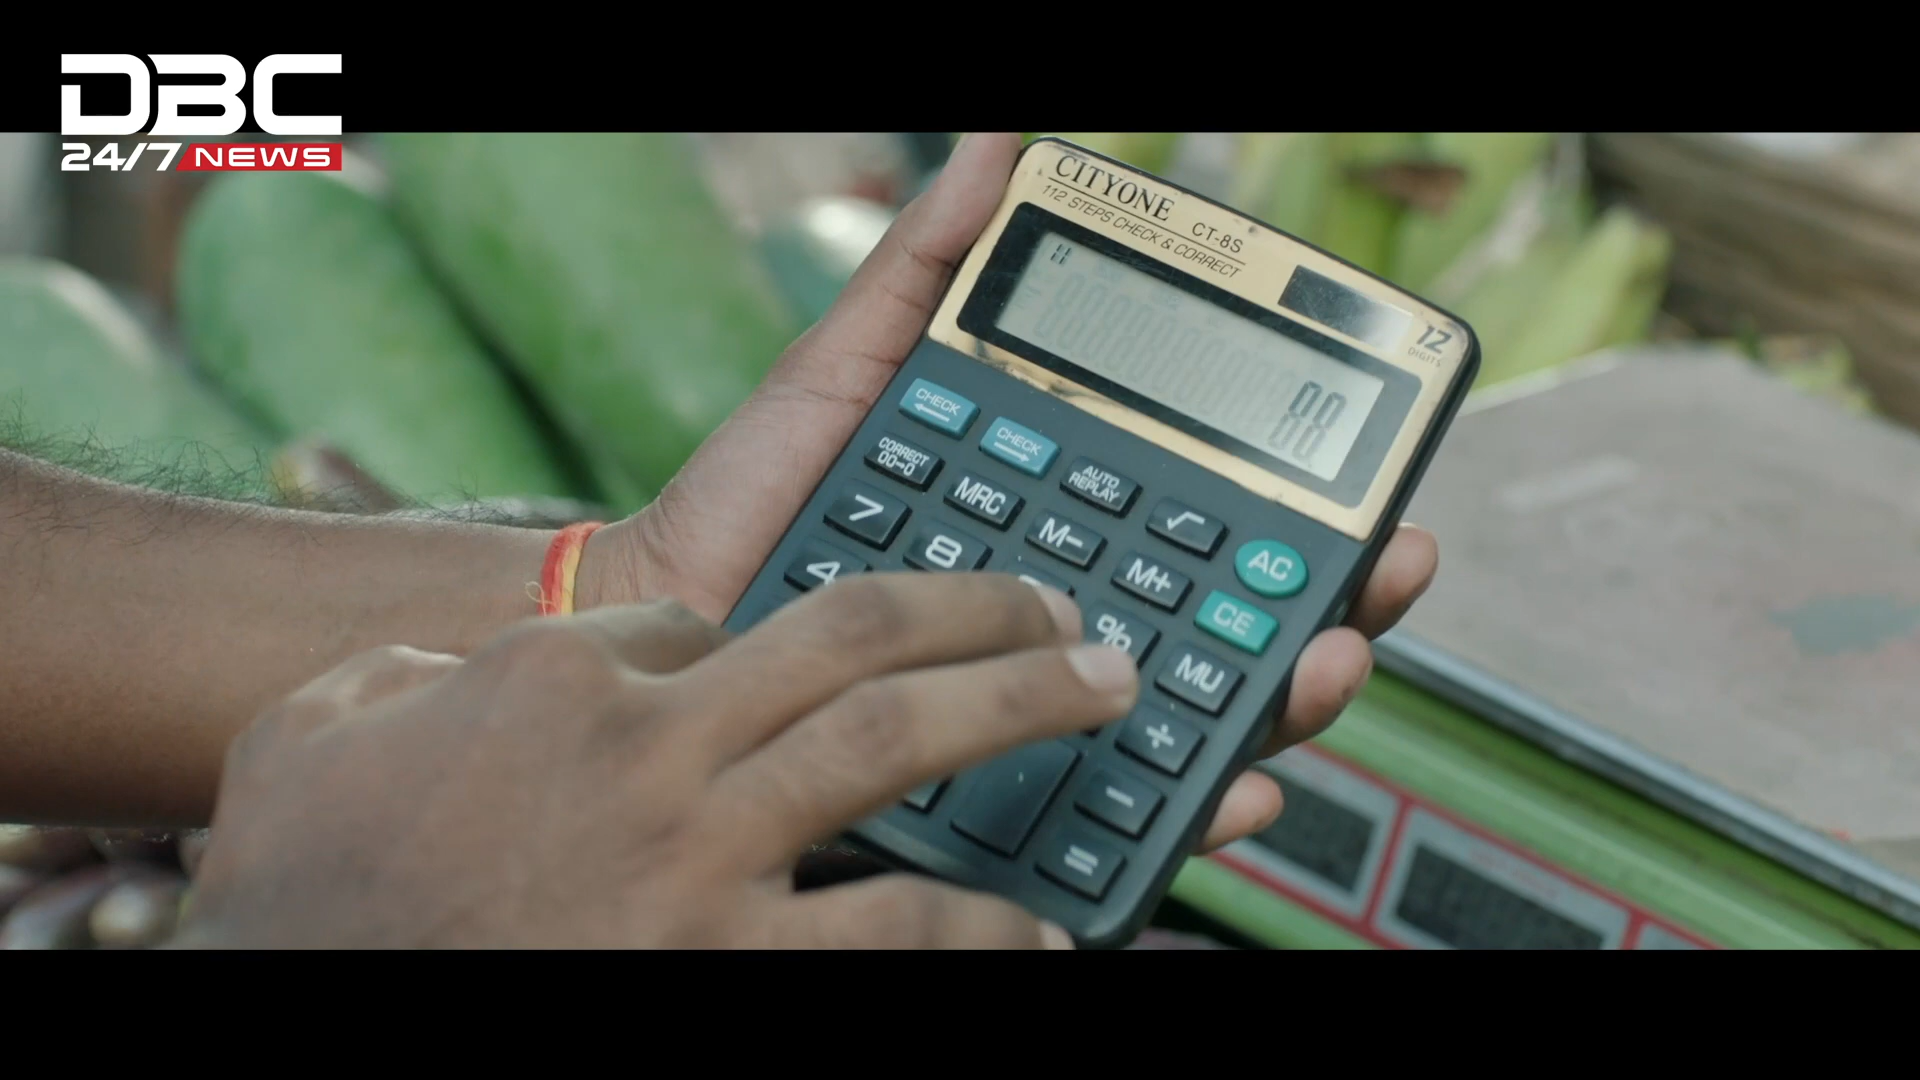 DBC
24/7 NEWS
CITYONE
112 STEPS CHECK & CORRECT
CT-8S
12
DIGITS
CHECK
CHECK
CORRECT
00→0
MRC
AUTO
REPLAY
√
7
8
M-
M+
AC
4
%
CE
MU
÷
−
=